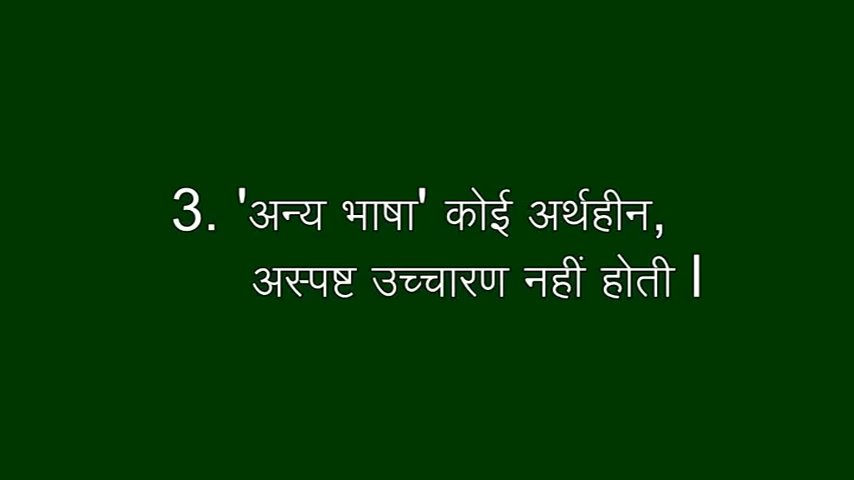 3. 'अन्य भाषा' कोई अर्थहीन,
अस्पष्ट उच्चारण नहीं होती |